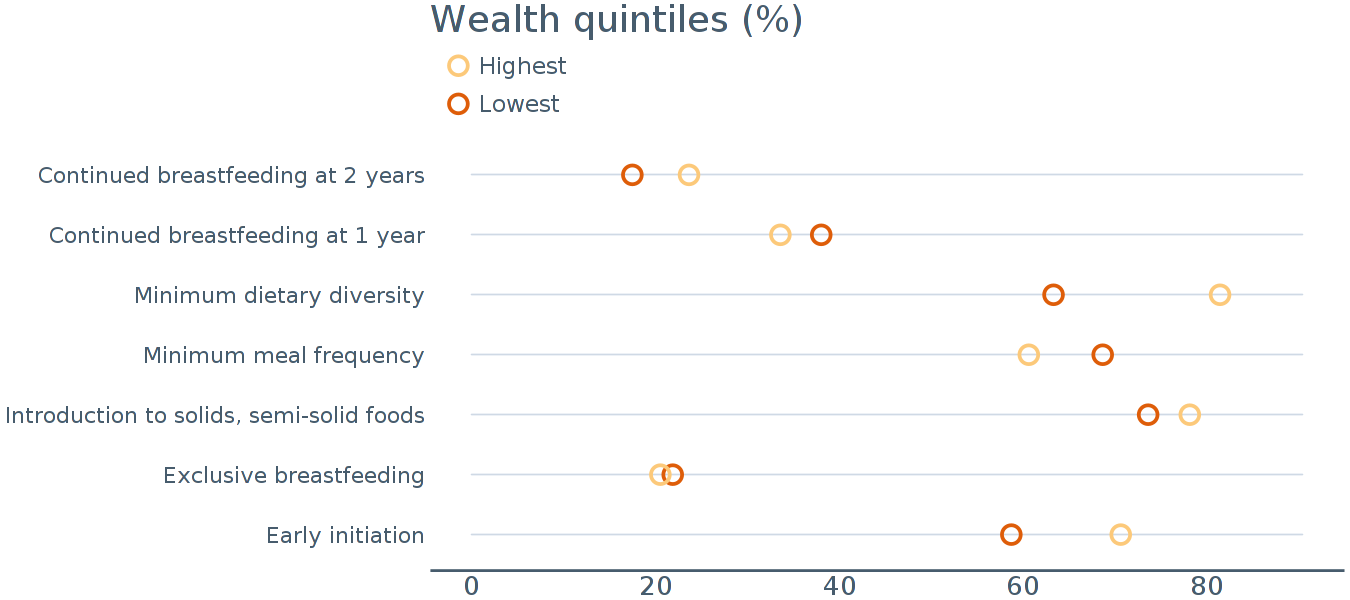 Wealth quintiles (%)
Highest
Lowest
Continued breastfeeding at 2 years
Continued breastfeeding at 1 year
Minimum dietary diversity
Minimum meal frequency
Introduction to solids, semi-solid foods
Exclusive breastfeeding
Early initiation
0 20 40 60 80